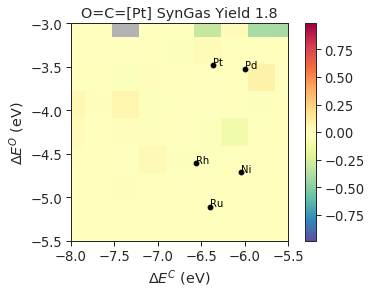 O=C=[Pt] SynGas Yield 1.8
−3.0
−3.5
−4.0
−4.5
−5.0
−5.5
ΔE^O (eV)
Pt
Pd
Rh
Ni
Ru
−8.0 −7.5 −7.0 −6.5 −6.0 −5.5
ΔE^C (eV)
0.75
0.50
0.25
0.00
−0.25
−0.50
−0.75